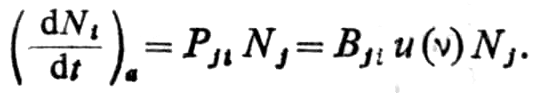 (dN_i/dt)_a = P_{ji} N_j = B_{ji} u(ν) N_j.